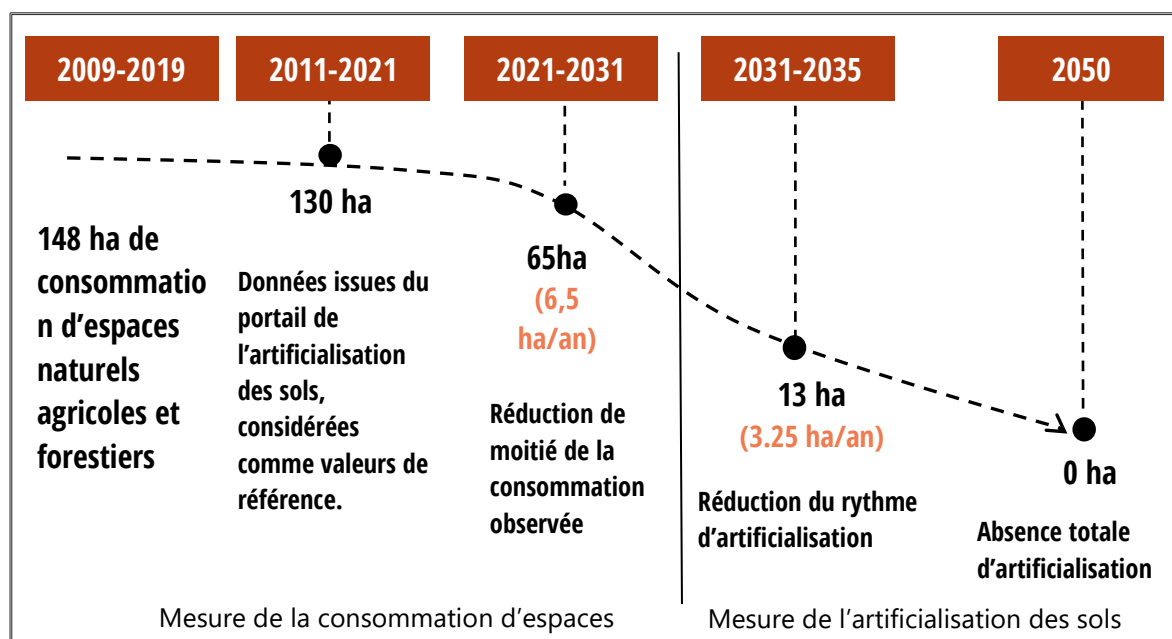 2009-2019
2011-2021
2021-2031
2031-2035
2050
148 ha de
consommatio
n d’espaces
naturels
agricoles et
forestiers
130 ha
Données issues du
portail de
l’artificialisation
des sols,
considérées
comme valeurs de
référence.
65ha
(6,5
ha/an)
Réduction de
moitié de la
consommation
observée
13 ha
(3.25 ha/an)
Réduction du rythme
d’artificialisation
0 ha
Absence totale
d’artificialisation
Mesure de la consommation d’espaces
Mesure de l’artificialisation des sols